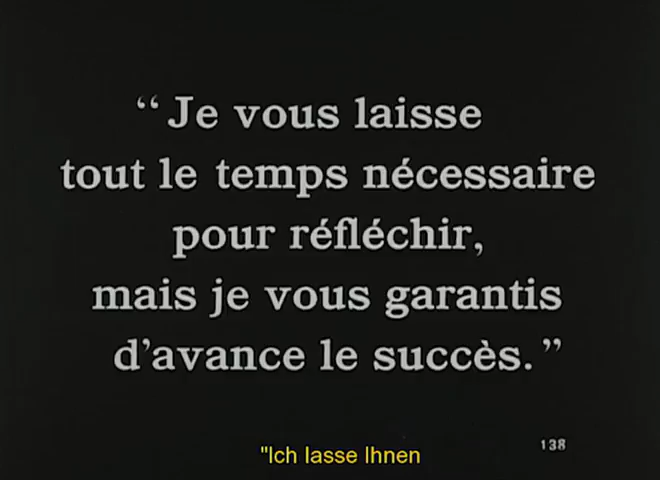 “Je vous laisse
tout le temps nécessaire
pour réfléchir,
mais je vous garantis
d’avance le succès.”
138
"Ich lasse Ihnen